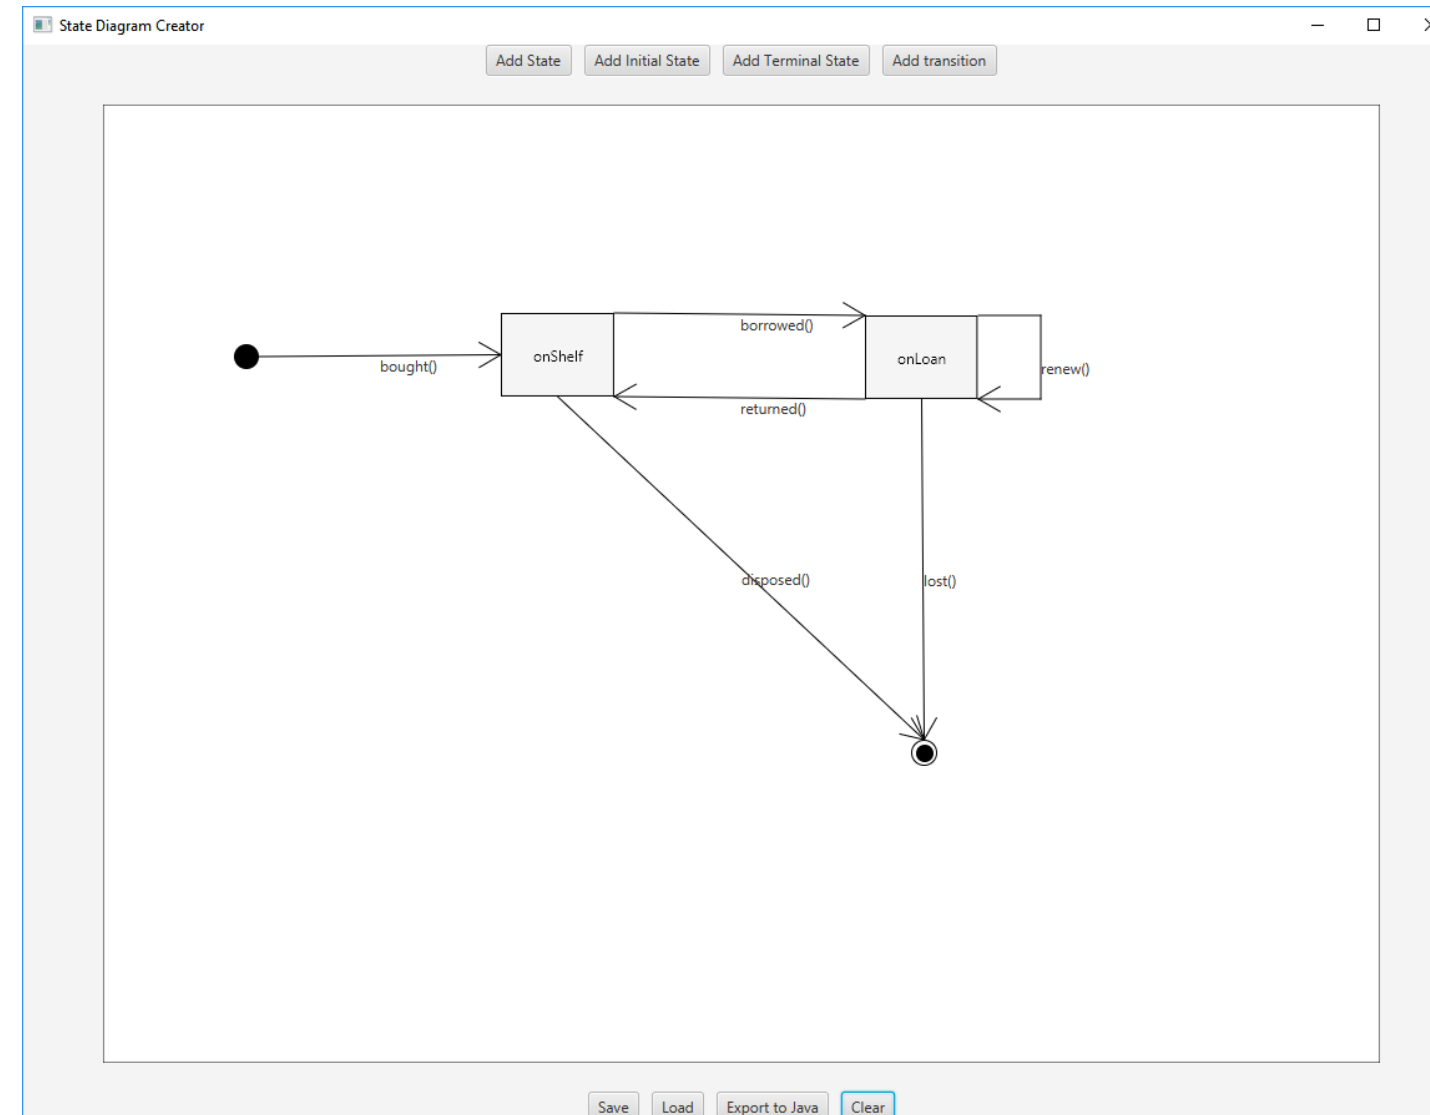 State Diagram Creator
Add State Add Initial State Add Terminal State Add transition
borrowed()
onShelf
onLoan
bought()
renew()
returned()
disposed()
lost()
Save Load Export to Java Clear